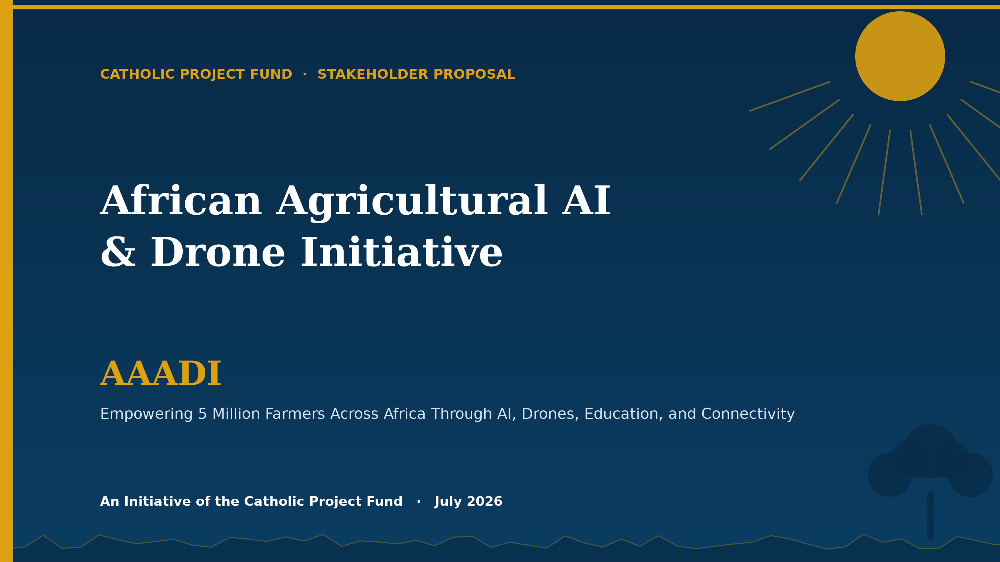 CATHOLIC PROJECT FUND · STAKEHOLDER PROPOSAL
African Agricultural AI
& Drone Initiative
AAADI
Empowering 5 Million Farmers Across Africa Through AI, Drones, Education, and Connectivity
An Initiative of the Catholic Project Fund · July 2026